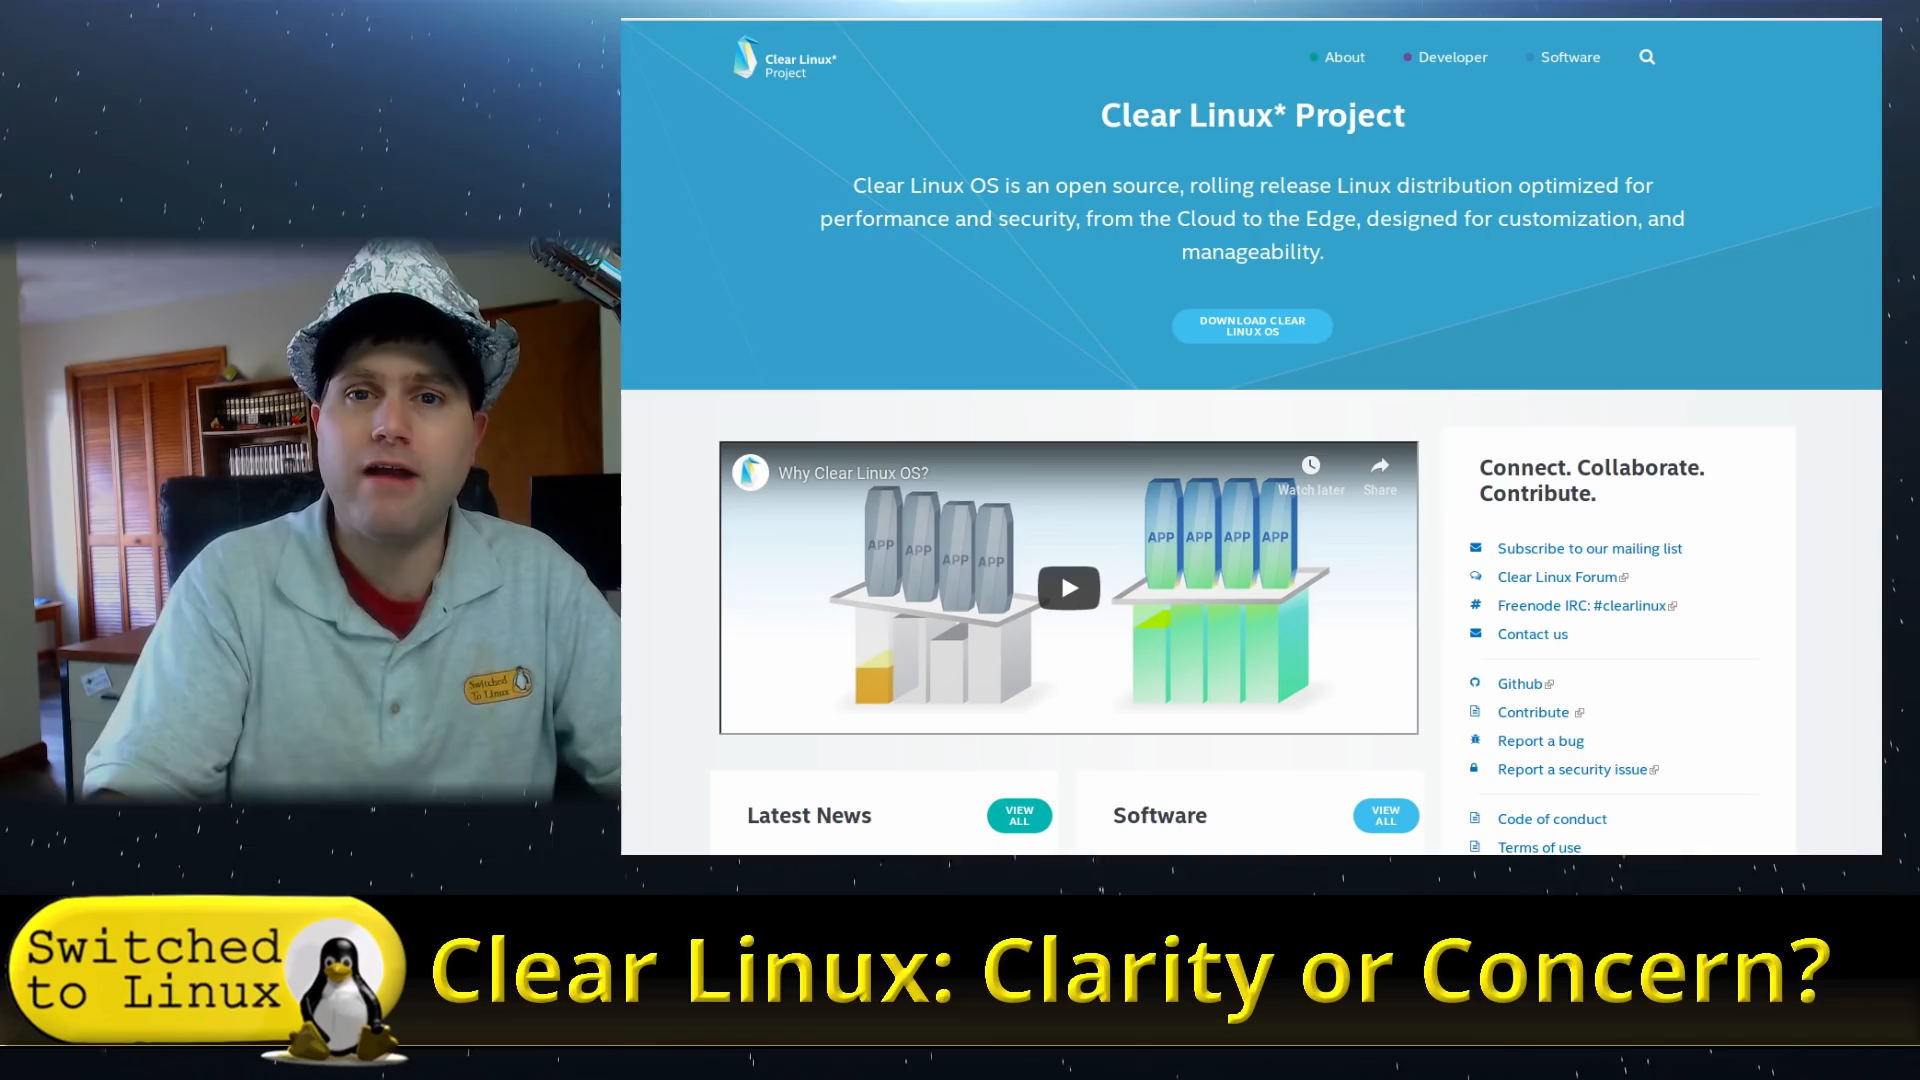 Clear Linux*
Project
About
Developer
Software
Clear Linux* Project
Clear Linux OS is an open source, rolling release Linux distribution optimized for
performance and security, from the Cloud to the Edge, designed for customization, and
manageability.
DOWNLOAD CLEAR
LINUX OS
Why Clear Linux OS?
Watch later
Share
APP
APP
APP
APP
APP
APP
APP
APP
Connect. Collaborate.
Contribute.
Subscribe to our mailing list
Clear Linux Forum
Freenode IRC: #clearlinux
Contact us
Github
Contribute
Report a bug
Report a security issue
Code of conduct
Terms of use
Latest News
VIEW
ALL
Software
VIEW
ALL
Switched
To Linux
Switched
to Linux
Clear Linux: Clarity or Concern?